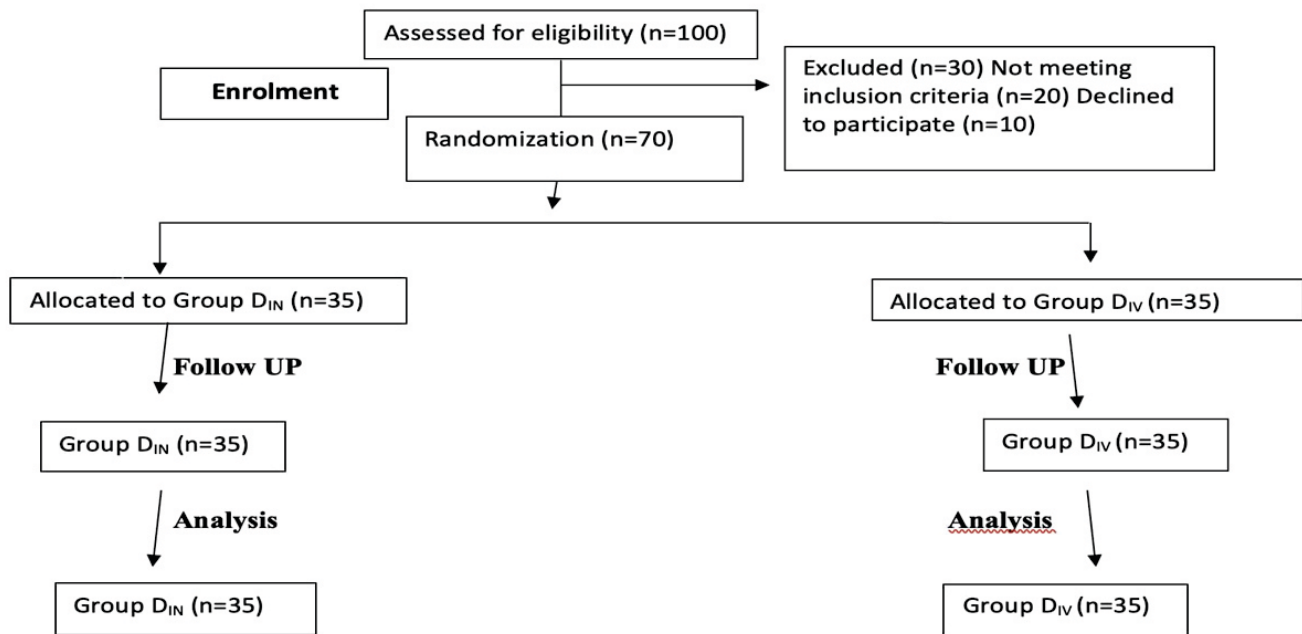 Assessed for eligibility (n=100)
Enrolment
Excluded (n=30) Not meeting
inclusion criteria (n=20) Declined
to participate (n=10)
Randomization (n=70)
Allocated to Group DIN (n=35)
Allocated to Group DIV (n=35)
Follow UP
Follow UP
Group DIN (n=35)
Group DIV (n=35)
Analysis
Analysis
Group DIN (n=35)
Group DIV (n=35)